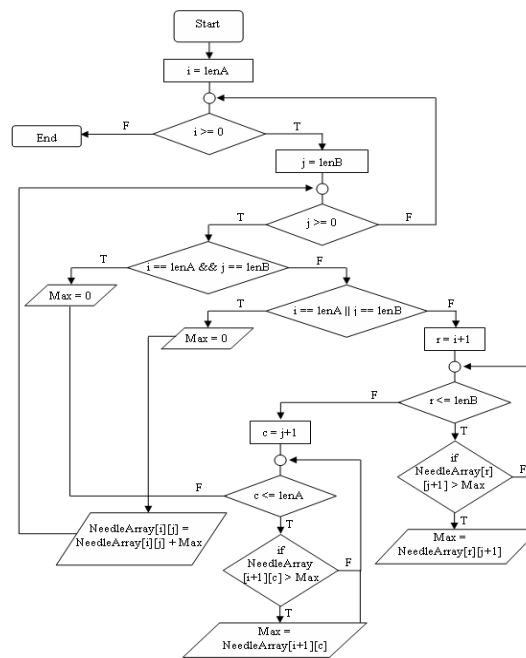 Start
i = lenA
F
i >= 0
T
End
j = lenB
T
j >= 0
F
T
i == lenA && j == lenB
F
Max = 0
T
i == lenA || j == lenB
F
Max = 0
r = i+1
F
r <= lenB
T
c = j+1
if
NeedleArray[r]
[j+1] > Max
F
F
c <= lenA
T
T
NeedleArray[i][j] =
NeedleArray[i][j] + Max
Max =
NeedleArray[r][j+1]
if
NeedleArray
[i+1][c] > Max
F
T
Max =
NeedleArray[i+1][c]